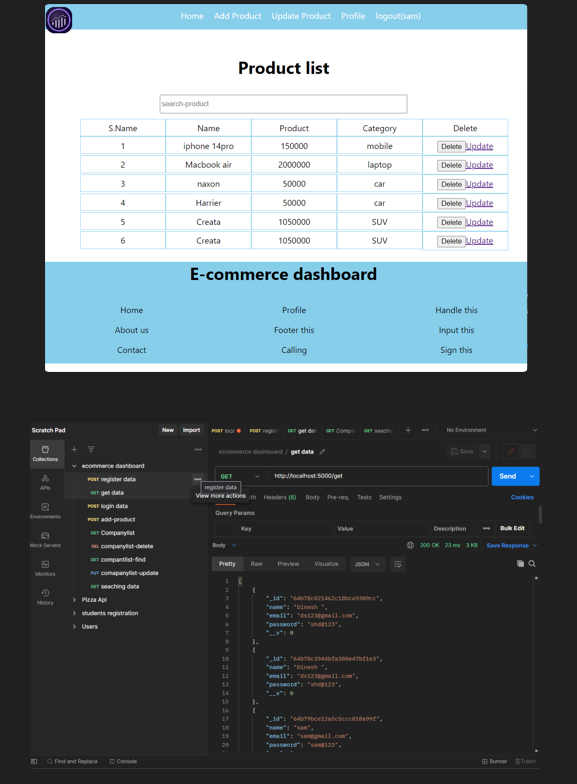 Home Add Product Update Product Profile logout(sam)
Product list
search-product
S.Name Name Product Category Delete
1 iphone 14pro 150000 mobile Delete Update
2 Macbook air 2000000 laptop Delete Update
3 naxon 50000 car Delete Update
4 Harrier 50000 car Delete Update
5 Creata 1050000 SUV Delete Update
6 Creata 1050000 SUV Delete Update
E-commerce dashboard
Home Profile Handle this
About us Footer this Input this
Contact Calling Sign this
Scratch Pad New Import
Collections
APIs
Environments
Mock Servers
Monitors
History
ecommerce dashboard
POST register data
GET get data
POST login data
POST add-product
GET Companylist
DEL companylist-delete
GET compantlist-find
PUT comapanylist-update
GET seaching data
Pizza Api
students registration
Users
register data
View more actions
POST loca POST register GET get dat GET Compa GET seachin No Environment
ecommerce dashboard / get data Save
GET http://localhost:5000/get Send
Headers (6) Body Pre-req. Tests Settings Cookies
Query Params
Key Value Description Bulk Edit
Body 200 OK 23 ms 3 KB Save Response
Pretty Raw Preview Visualize JSON
1 [
2 {
3 "_id": "64b78c021462c18bca9309cc",
4 "name": "Dinesh ",
5 "email": "ds123@gmail.com",
6 "password": "shd@123",
7 "__v": 0
8 },
9 {
10 "_id": "64b78c3944bfa380e47bf1e3",
11 "name": "Dinesh ",
12 "email": "ds123@gmail.com",
13 "password": "shd@123",
14 "__v": 0
15 },
16 {
17 "_id": "64b79bce12a5c5ccc018a99f",
18 "name": "sam",
19 "email": "sam@gmail.com",
20 "password": "sam@123",
Find and Replace Console Runner Trash